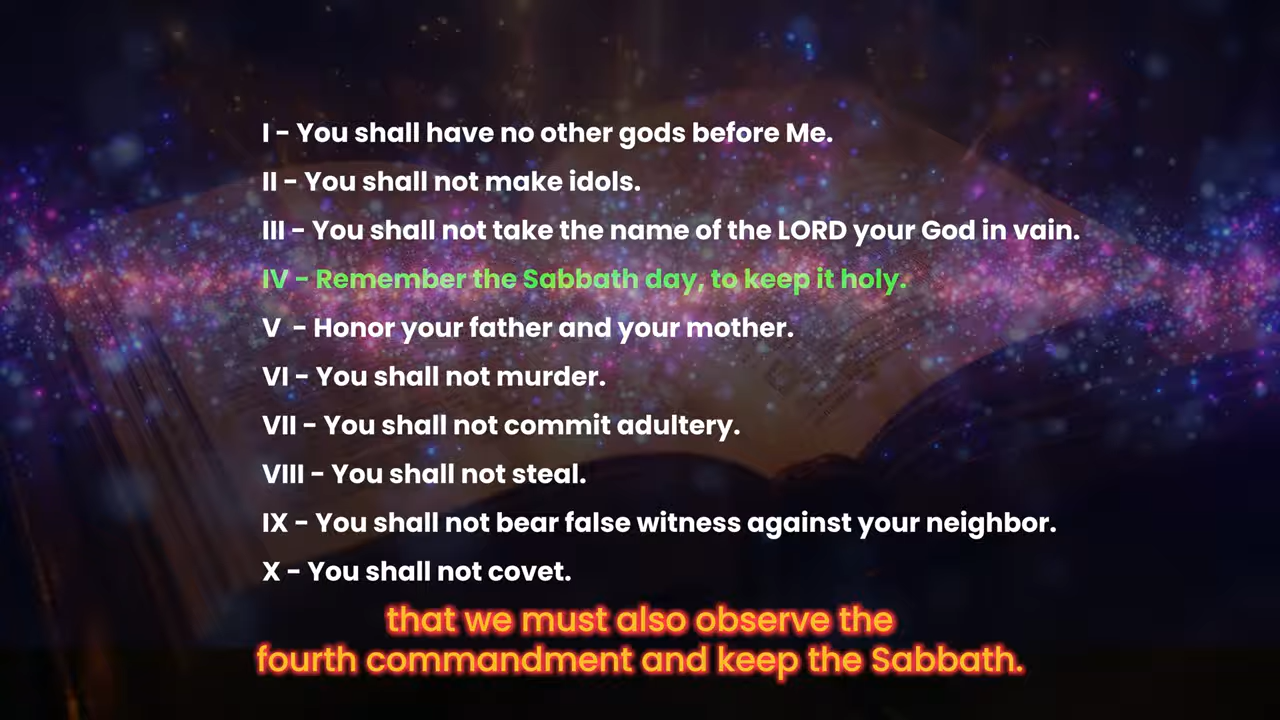 I – You shall have no other gods before Me.
II – You shall not make idols.
III – You shall not take the name of the LORD your God in vain.
IV – Remember the Sabbath day, to keep it holy.
V  – Honor your father and your mother.
VI – You shall not murder.
VII – You shall not commit adultery.
VIII – You shall not steal.
IX – You shall not bear false witness against your neighbor.
X – You shall not covet.
that we must also observe the
fourth commandment and keep the Sabbath.